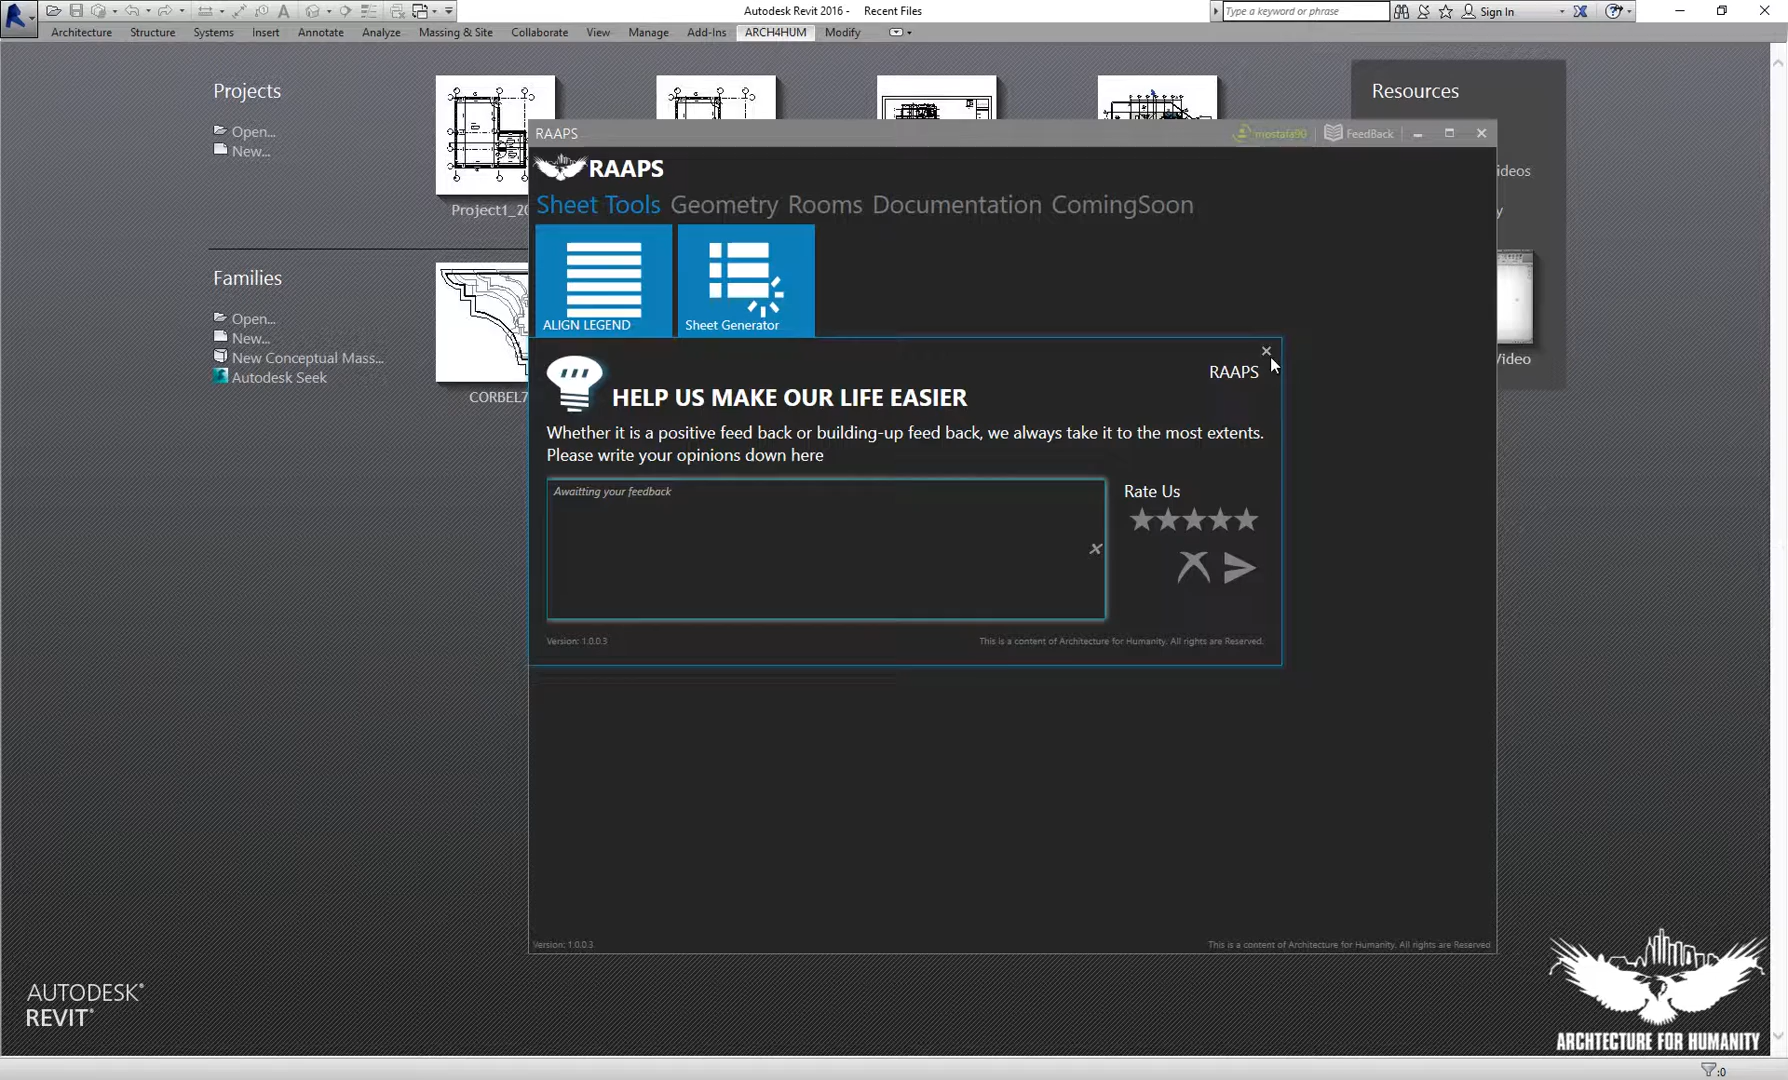 Autodesk Revit 2016 - Recent Files
Type a keyword or phrase
Sign In
Architecture Structure Systems Insert Annotate Analyze Massing & Site Collaborate View Manage Add-Ins ARCH4HUM Modify
Projects
Open...
New...
Project1_20
Families
Open...
New...
New Conceptual Mass...
Autodesk Seek
CORBEL7
Resources
ideos
y
Video
RAAPS
mostafa90
FeedBack
RAAPS
Sheet Tools Geometry Rooms Documentation ComingSoon
ALIGN LEGEND
Sheet Generator
RAAPS
HELP US MAKE OUR LIFE EASIER
Whether it is a positive feed back or building-up feed back, we always take it to the most extents.
Please write your opinions down here
Awaitting your feedback
Rate Us
Version: 1.0.0.3
This is a content of Architecture for Humanity. All rights are Reserved.
Version: 1.0.0.3
This is a content of Architecture for Humanity. All rights are Reserved
AUTODESK®
REVIT®
ARCHITECTURE FOR HUMANITY
:0